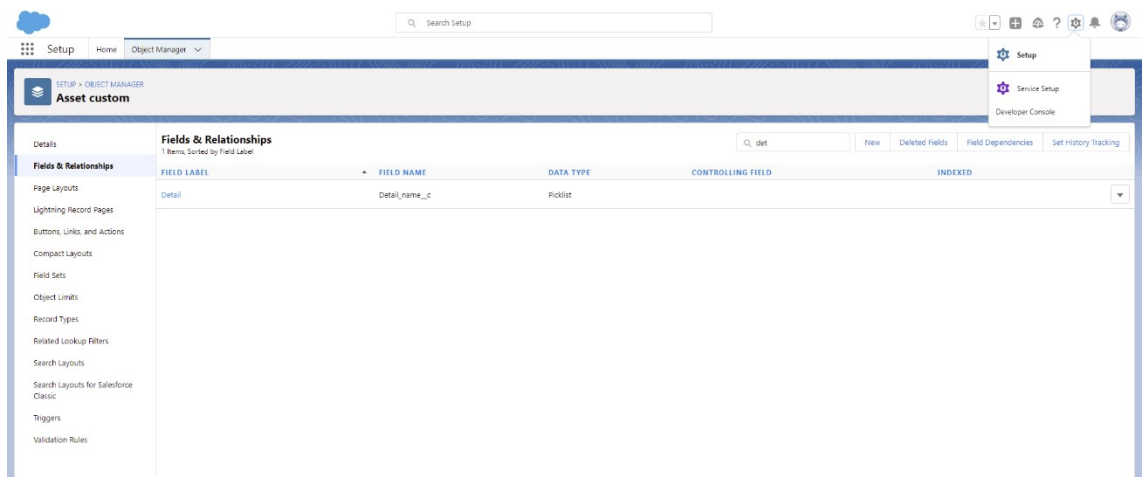 Search Setup
Setup Home Object Manager
Setup
SETUP > OBJECT MANAGER
Asset custom
Service Setup
Developer Console
Details
Fields & Relationships
Page Layouts
Lightning Record Pages
Buttons, Links, and Actions
Compact Layouts
Field Sets
Object Limits
Record Types
Related Lookup Filters
Search Layouts
Search Layouts for Salesforce
Classic
Triggers
Validation Rules
Fields & Relationships
1 Items, Sorted by Field Label
det
New Deleted Fields Field Dependencies Set History Tracking
FIELD LABEL FIELD NAME DATA TYPE CONTROLLING FIELD INDEXED
Detail Detail_name__c Picklist